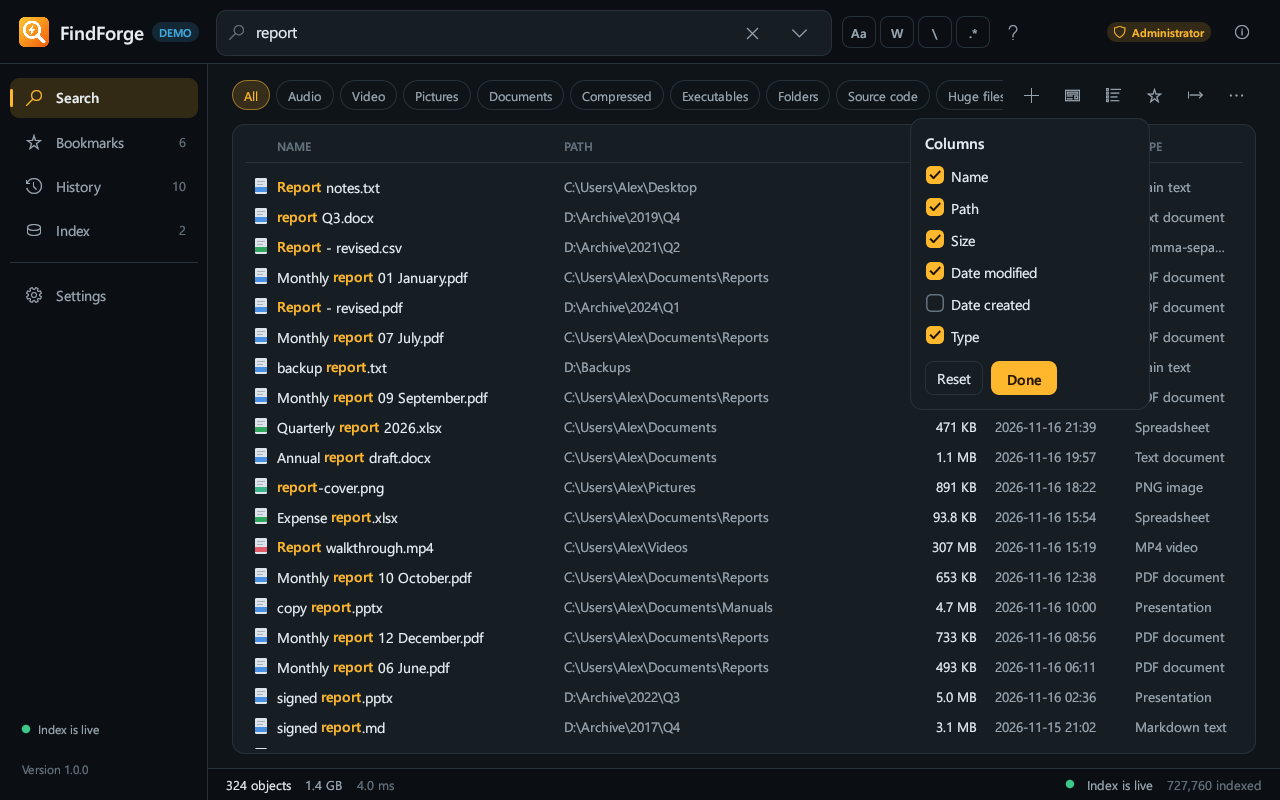 FindForge DEMO
report
Aa W \ .* ?
Administrator
Search
Bookmarks 6
History 10
Index 2
Settings
Index is live
Version 1.0.0
All Audio Video Pictures Documents Compressed Executables Folders Source code Huge files
NAME PATH
Report notes.txt C:\Users\Alex\Desktop
report Q3.docx D:\Archive\2019\Q4
Report - revised.csv D:\Archive\2021\Q2
Monthly report 01 January.pdf C:\Users\Alex\Documents\Reports
Report - revised.pdf D:\Archive\2024\Q1
Monthly report 07 July.pdf C:\Users\Alex\Documents\Reports
backup report.txt D:\Backups
Monthly report 09 September.pdf C:\Users\Alex\Documents\Reports
Columns
Name
Path
Size
Date modified
Date created
Type
Reset Done
Quarterly report 2026.xlsx C:\Users\Alex\Documents 471 KB 2026-11-16 21:39 Spreadsheet
Annual report draft.docx C:\Users\Alex\Documents 1.1 MB 2026-11-16 19:57 Text document
report-cover.png C:\Users\Alex\Pictures 891 KB 2026-11-16 18:22 PNG image
Expense report.xlsx C:\Users\Alex\Documents\Reports 93.8 KB 2026-11-16 15:54 Spreadsheet
Report walkthrough.mp4 C:\Users\Alex\Videos 307 MB 2026-11-16 15:19 MP4 video
Monthly report 10 October.pdf C:\Users\Alex\Documents\Reports 653 KB 2026-11-16 12:38 PDF document
copy report.pptx C:\Users\Alex\Documents\Manuals 4.7 MB 2026-11-16 10:00 Presentation
Monthly report 12 December.pdf C:\Users\Alex\Documents\Reports 733 KB 2026-11-16 08:56 PDF document
Monthly report 06 June.pdf C:\Users\Alex\Documents\Reports 493 KB 2026-11-16 06:11 PDF document
signed report.pptx D:\Archive\2022\Q3 5.0 MB 2026-11-16 02:36 Presentation
signed report.md D:\Archive\2017\Q4 3.1 MB 2026-11-15 21:02 Markdown text
324 objects 1.4 GB 4.0 ms
Index is live 727,760 indexed